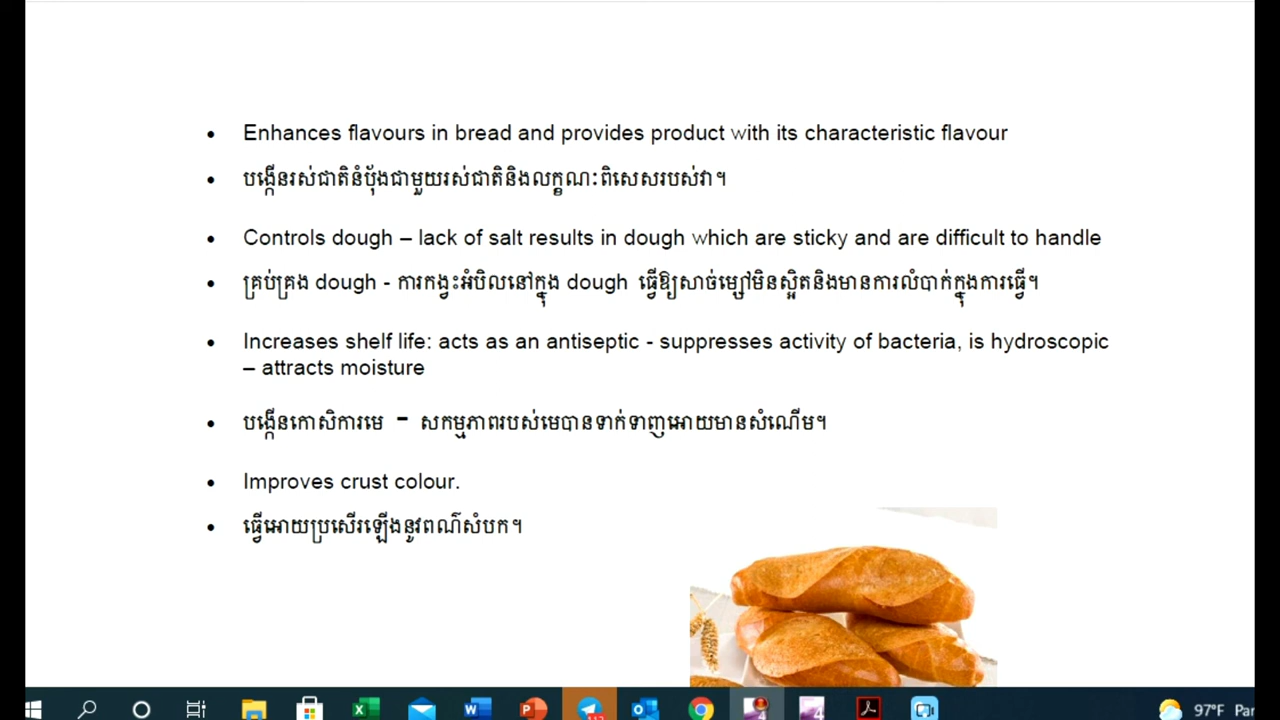 • Enhances flavours in bread and provides product with its characteristic flavour
• បង្កើនរស់ជាតិនំប៉័ងជាមួយរស់ជាតិនិងលក្ខណៈពិសេសរបស់វា។
• Controls dough – lack of salt results in dough which are sticky and are difficult to handle
• គ្រប់គ្រង dough - ការកង្វះអំបិលនៅក្នុង dough ធ្វើឱ្យសាច់ម្សៅមិនស្អិតនិងមានការលំបាក់ក្នុងការធ្វើ។
• Increases shelf life: acts as an antiseptic - suppresses activity of bacteria, is hydroscopic
– attracts moisture
• បង្កើនកោសិការមេ - សកម្មភាពរបស់មេបានទាក់ទាញអោយមានសំណើម។
• Improves crust colour.
• ធ្វើអោយប្រសើរឡើងនូវពណ៌សំបក។
97°F Par